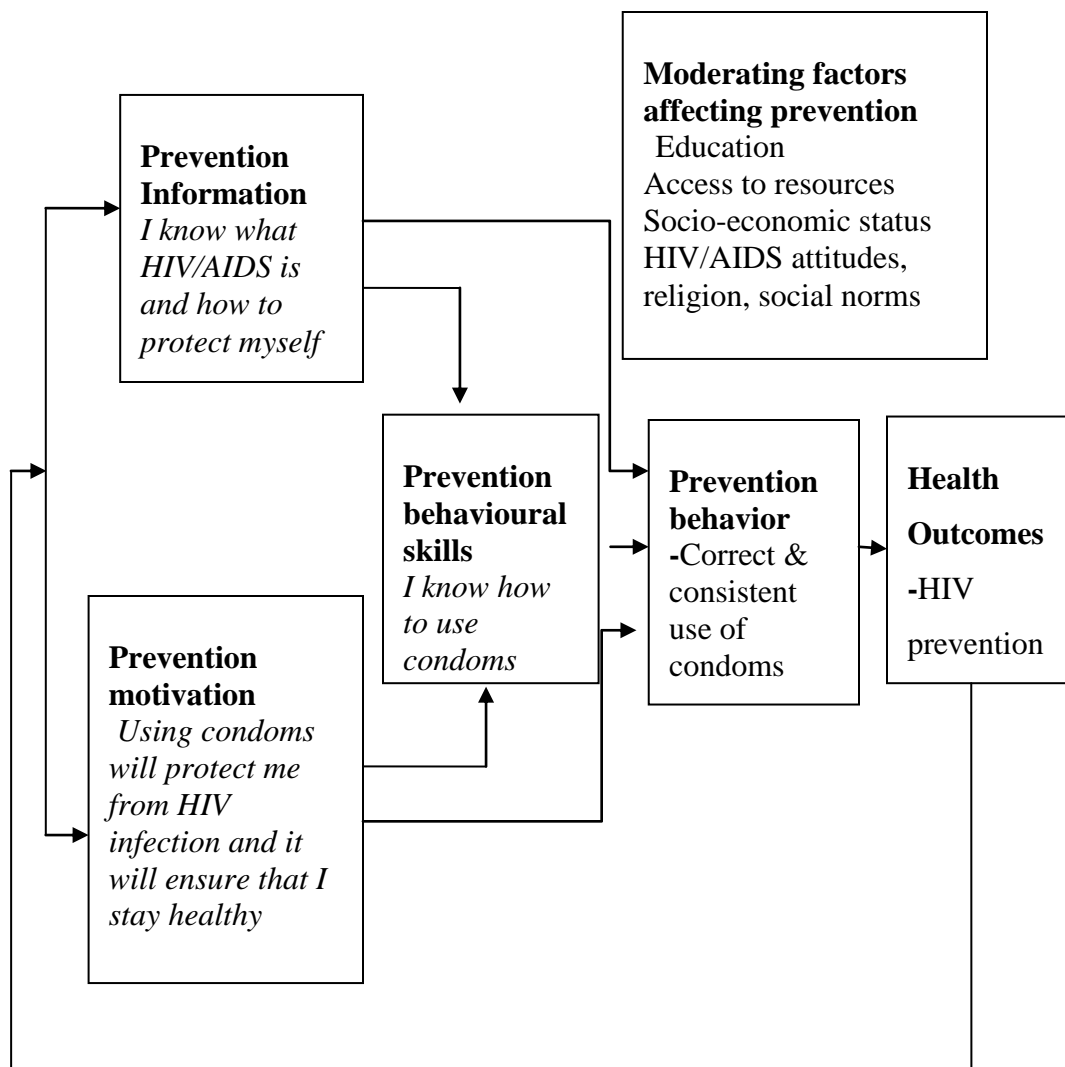 Moderating factors
affecting prevention
Education
Access to resources
Socio-economic status
HIV/AIDS attitudes,
religion, social norms
Prevention
Information
I know what
HIV/AIDS is
and how to
protect myself
Prevention
behavioural
skills
I know how
to use
condoms
Prevention
behavior
-Correct &
consistent
use of
condoms
Health
Outcomes
-HIV
prevention
Prevention
motivation
Using condoms
will protect me
from HIV
infection and it
will ensure that I
stay healthy